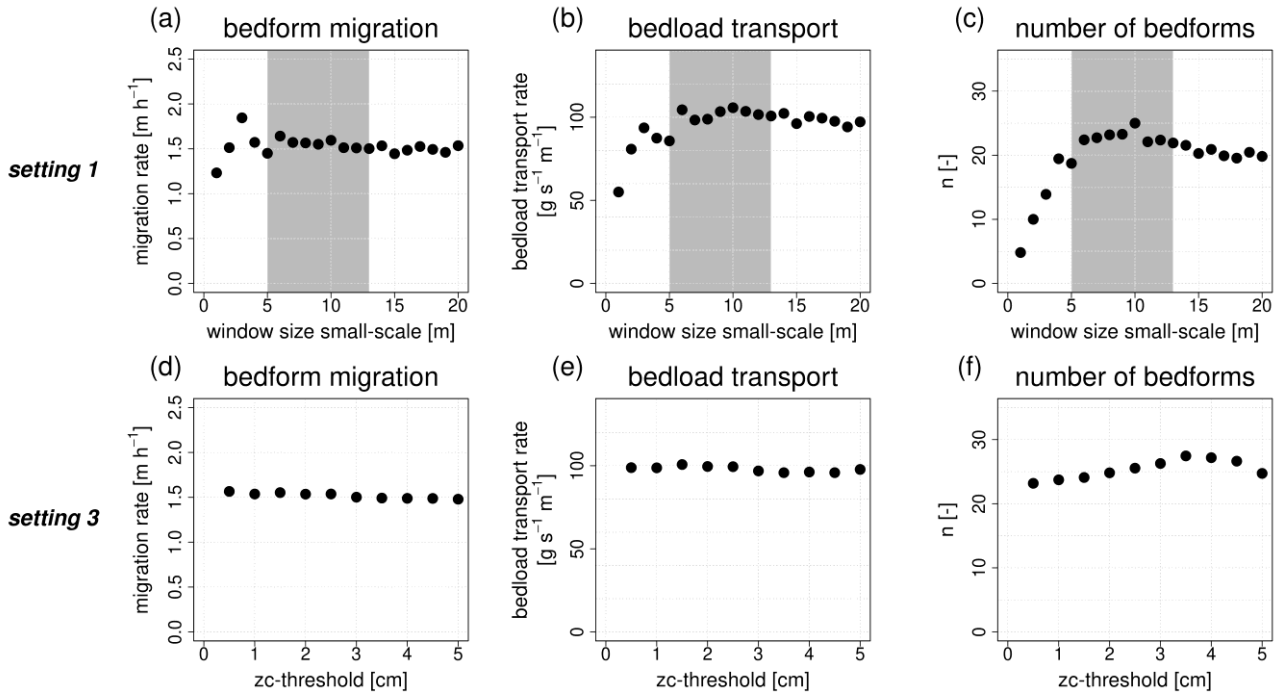 (a)
bedform migration
(b)
bedload transport
(c)
number of bedforms
setting 1
migration rate [m h⁻¹]
0.0 0.5 1.0 1.5 2.0 2.5
0 5 10 15 20
window size small-scale [m]
bedload transport rate
[g s⁻¹ m⁻¹]
0 50 100
0 5 10 15 20
window size small-scale [m]
n [-]
0 10 20 30
0 5 10 15 20
window size small-scale [m]
(d)
bedform migration
(e)
bedload transport
(f)
number of bedforms
setting 3
migration rate [m h⁻¹]
0.0 0.5 1.0 1.5 2.0 2.5
0 1 2 3 4 5
zc-threshold [cm]
bedload transport rate
[g s⁻¹ m⁻¹]
0 50 100
0 1 2 3 4 5
zc-threshold [cm]
n [-]
0 10 20 30
0 1 2 3 4 5
zc-threshold [cm]